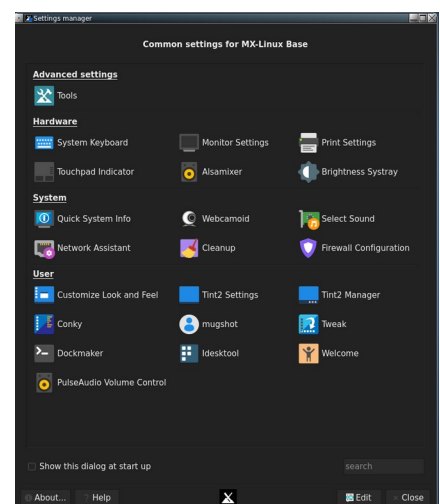 Settings manager
Common settings for MX-Linux Base
Advanced settings
Tools
Hardware
System Keyboard Monitor Settings Print Settings
Touchpad Indicator Alsamixer Brightness Systray
System
Quick System Info Webcamoid Select Sound
Network Assistant Cleanup Firewall Configuration
User
Customize Look and Feel Tint2 Settings Tint2 Manager
Conky mugshot Tweak
Dockmaker Idesktool Welcome
PulseAudio Volume Control
Show this dialog at start up search
About... ? Help Edit Close